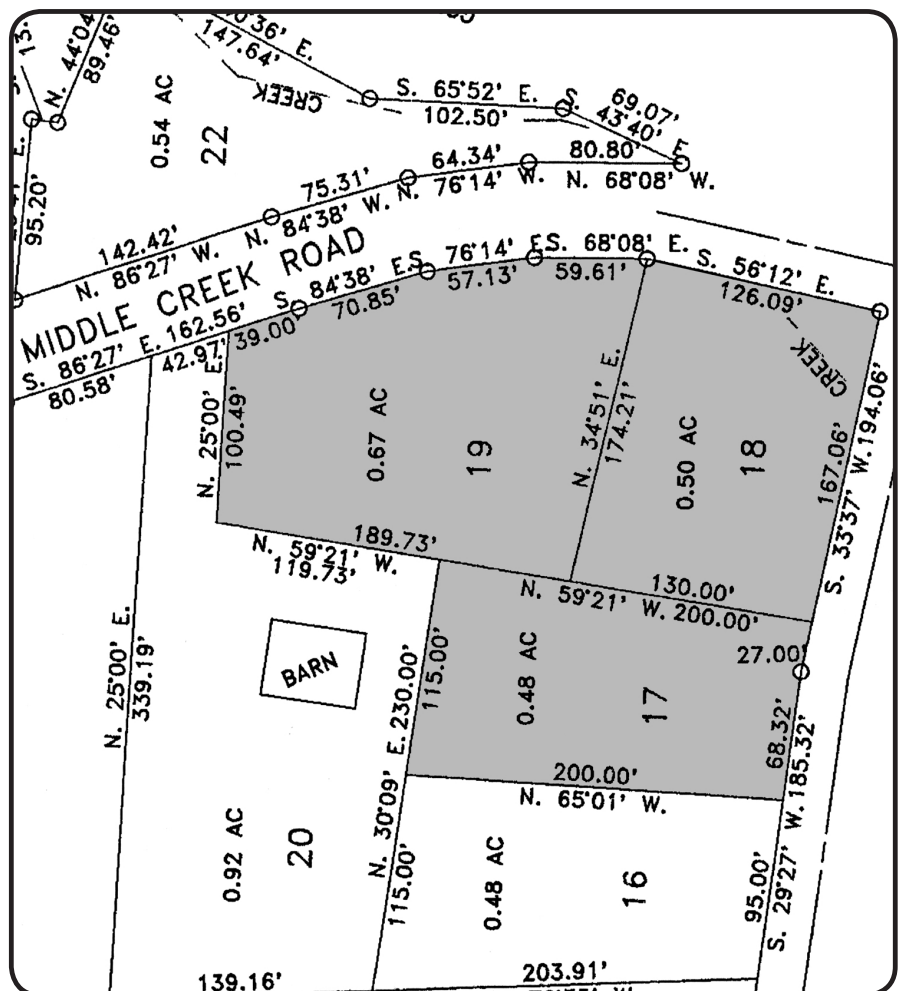 13'
N. 44°04'
89.46'
0°36' E.
147.64'
CREEK
S. 65°52' E.
102.50'
S. 43°40' E.
69.07'
0.54 AC
22
95.20'
142.42'
N. 86°27' W.
75.31'
N. 84°38' W.
64.34'
N. 76°14' W.
80.80'
N. 68°08' W.
MIDDLE CREEK ROAD
S. 86°27' E. 162.56'
80.58'
42.97'
39.00'
S. 84°38' E.
70.85'
S. 76°14' E.
57.13'
S. 68°08' E.
59.61'
S. 56°12' E.
126.09'
CREEK
N. 25°00' E.
100.49'
0.67 AC
19
N. 34°51' E.
174.21'
0.50 AC
18
167.06'
S. 33°37' W. 194.06'
189.73'
N. 59°21' W.
119.73'
130.00'
N. 59°21' W. 200.00'
27.00'
BARN
N. 25°00' E.
339.19'
N. 30°09' E. 230.00'
115.00'
0.48 AC
17
68.32'
S. 29°27' W. 185.32'
200.00'
N. 65°01' W.
0.92 AC
20
115.00'
0.48 AC
16
95.00'
139.16'
203.91'